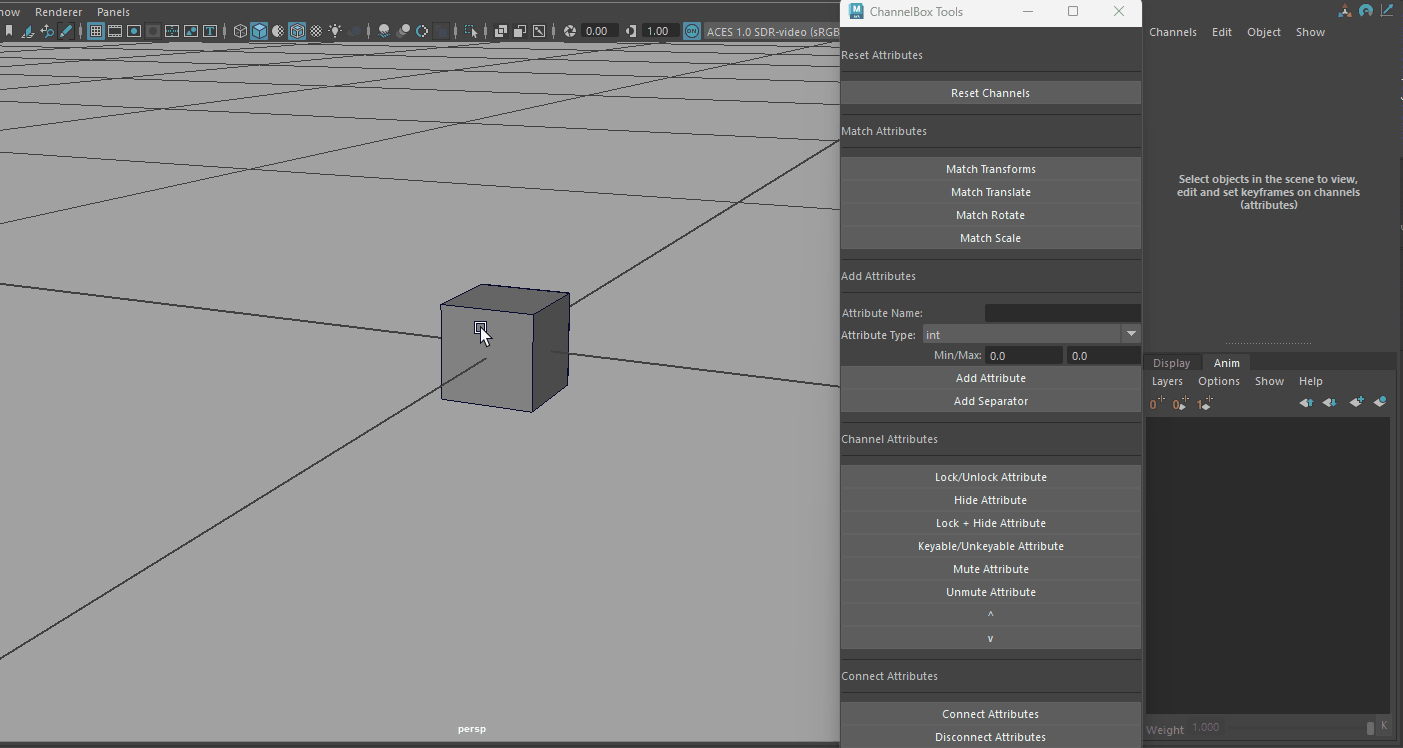 now Renderer Panels
0.00 1.00 ON ACES 1.0 SDR-video (sRGB
persp
M
ChannelBox Tools
Reset Attributes
Reset Channels
Match Attributes
Match Transforms
Match Translate
Match Rotate
Match Scale
Add Attributes
Attribute Name:
Attribute Type: int
Min/Max: 0.0 0.0
Add Attribute
Add Separator
Channel Attributes
Lock/Unlock Attribute
Hide Attribute
Lock + Hide Attribute
Keyable/Unkeyable Attribute
Mute Attribute
Unmute Attribute
^
v
Connect Attributes
Connect Attributes
Disconnect Attributes
Channels Edit Object Show
Select objects in the scene to view,
edit and set keyframes on channels
(attributes)
Display Anim
Layers Options Show Help
0 0 1
Weight 1.000 K